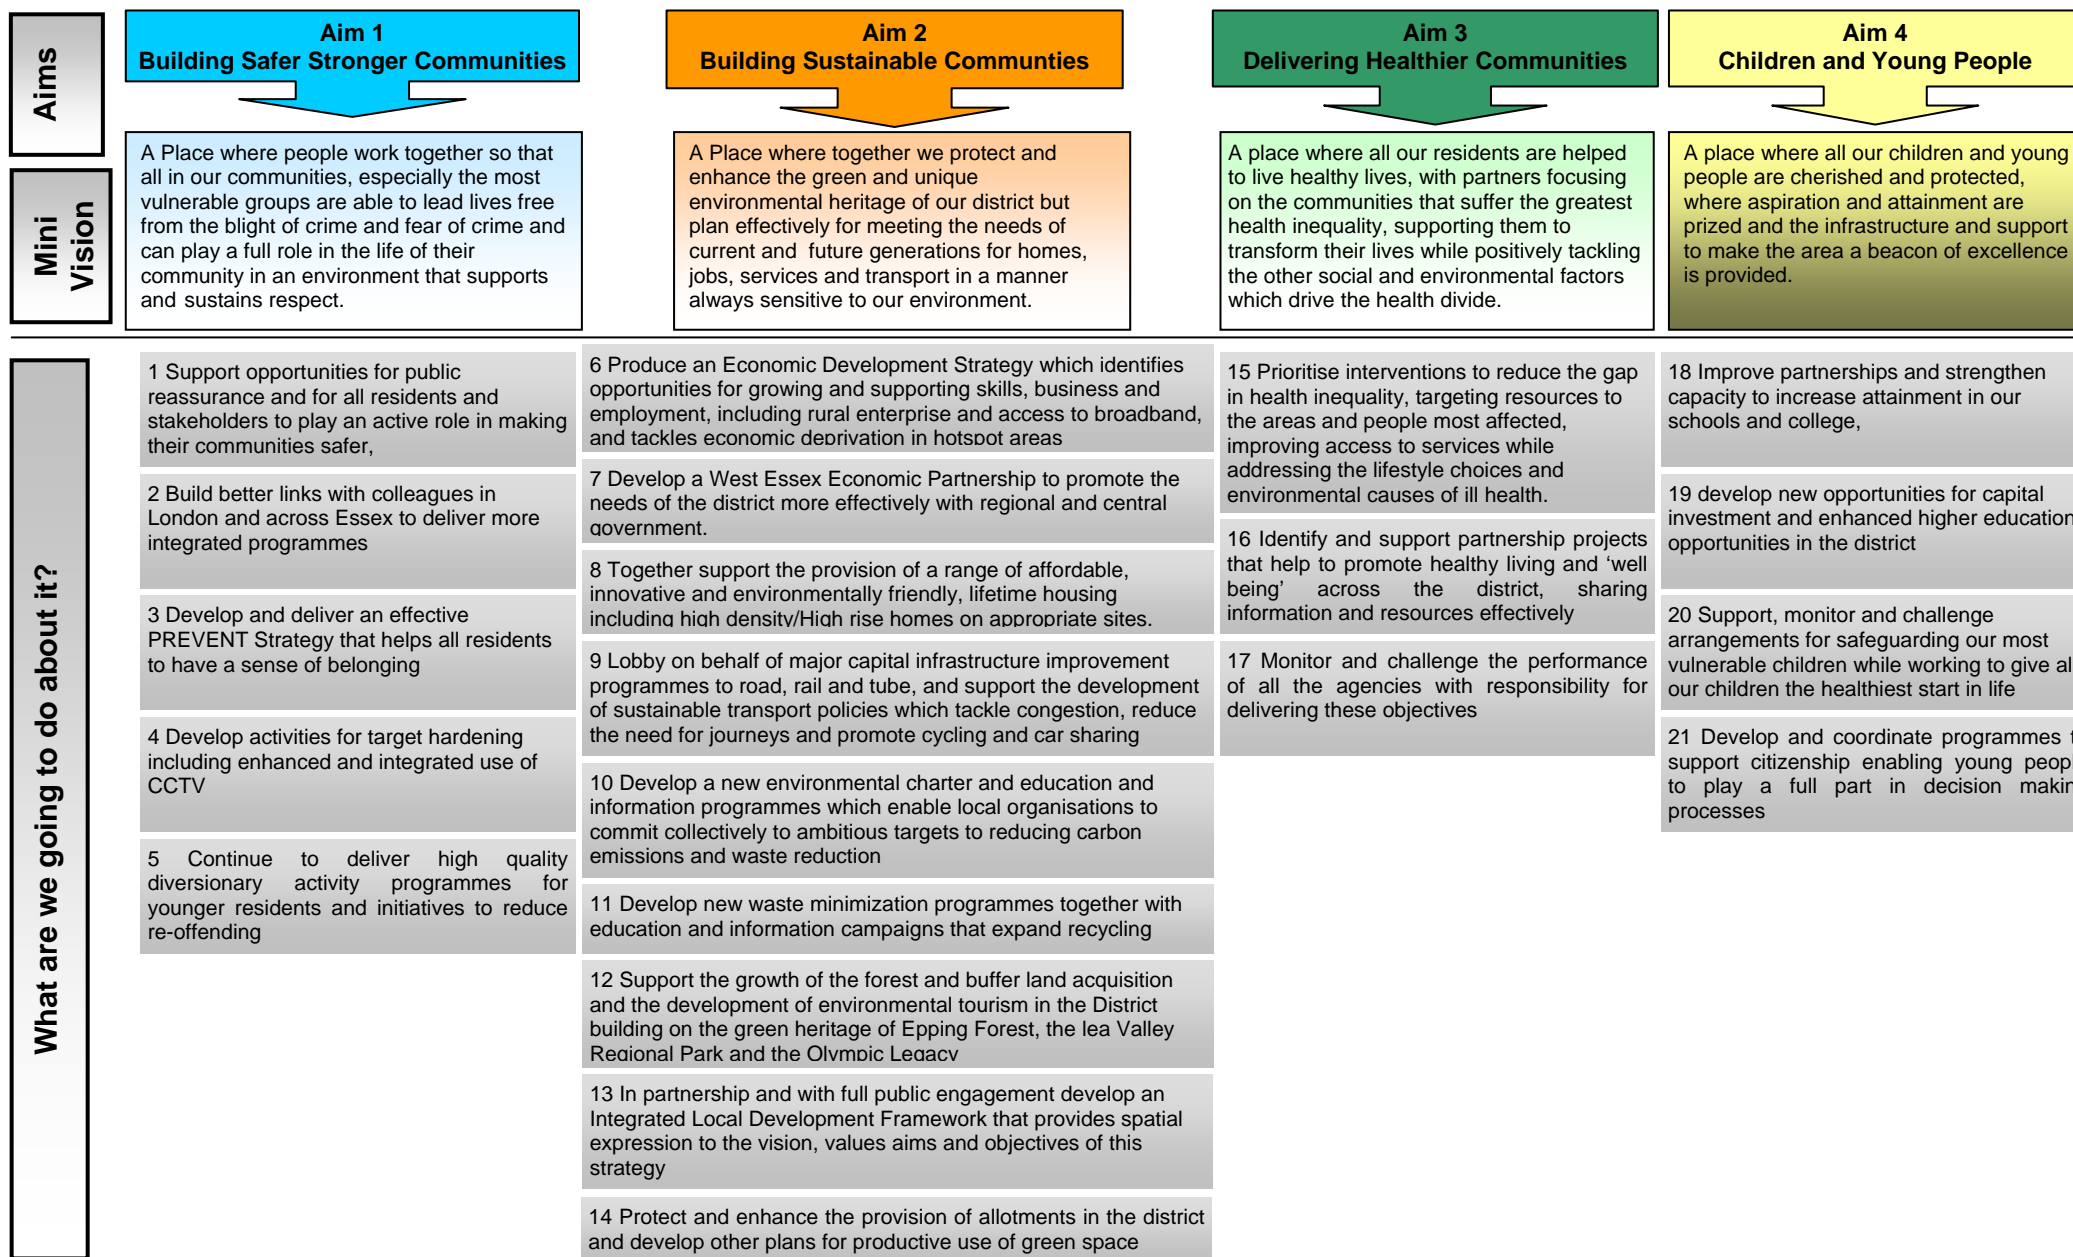 Aims
Aim 1
Building Safer Stronger Communities
Aim 2
Building Sustainable Communties
Aim 3
Delivering Healthier Communities
Aim 4
Children and Young People
Mini
Vision
A Place where people work together so that
all in our communities, especially the most
vulnerable groups are able to lead lives free
from the blight of crime and fear of crime and
can play a full role in the life of their
community in an environment that supports
and sustains respect.
A Place where together we protect and
enhance the green and unique
environmental heritage of our district but
plan effectively for meeting the needs of
current and future generations for homes,
jobs, services and transport in a manner
always sensitive to our environment.
A place where all our residents are helped
to live healthy lives, with partners focusing
on the communities that suffer the greatest
health inequality, supporting them to
transform their lives while positively tackling
the other social and environmental factors
which drive the health divide.
A place where all our children and young
people are cherished and protected,
where aspiration and attainment are
prized and the infrastructure and support
to make the area a beacon of excellence
is provided.
What are we going to do about it?
1 Support opportunities for public
reassurance and for all residents and
stakeholders to play an active role in making
their communities safer,
2 Build better links with colleagues in
London and across Essex to deliver more
integrated programmes
3 Develop and deliver an effective
PREVENT Strategy that helps all residents
to have a sense of belonging
4 Develop activities for target hardening
including enhanced and integrated use of
CCTV
5 Continue to deliver high quality
diversionary activity programmes for
younger residents and initiatives to reduce
re-offending
6 Produce an Economic Development Strategy which identifies
opportunities for growing and supporting skills, business and
employment, including rural enterprise and access to broadband,
and tackles economic deprivation in hotspot areas
7 Develop a West Essex Economic Partnership to promote the
needs of the district more effectively with regional and central
government.
8 Together support the provision of a range of affordable,
innovative and environmentally friendly, lifetime housing
including high density/High rise homes on appropriate sites.
9 Lobby on behalf of major capital infrastructure improvement
programmes to road, rail and tube, and support the development
of sustainable transport policies which tackle congestion, reduce
the need for journeys and promote cycling and car sharing
10 Develop a new environmental charter and education and
information programmes which enable local organisations to
commit collectively to ambitious targets to reducing carbon
emissions and waste reduction
11 Develop new waste minimization programmes together with
education and information campaigns that expand recycling
12 Support the growth of the forest and buffer land acquisition
and the development of environmental tourism in the District
building on the green heritage of Epping Forest, the lea Valley
Regional Park and the Olympic Legacy
13 In partnership and with full public engagement develop an
Integrated Local Development Framework that provides spatial
expression to the vision, values aims and objectives of this
strategy
14 Protect and enhance the provision of allotments in the district
and develop other plans for productive use of green space
15 Prioritise interventions to reduce the gap
in health inequality, targeting resources to
the areas and people most affected,
improving access to services while
addressing the lifestyle choices and
environmental causes of ill health.
16 Identify and support partnership projects
that help to promote healthy living and ‘well
being’ across the district, sharing
information and resources effectively
17 Monitor and challenge the performance
of all the agencies with responsibility for
delivering these objectives
18 Improve partnerships and strengthen
capacity to increase attainment in our
schools and college,
19 develop new opportunities for capital
investment and enhanced higher education
opportunities in the district
20 Support, monitor and challenge
arrangements for safeguarding our most
vulnerable children while working to give al
our children the healthiest start in life
21 Develop and coordinate programmes t
support citizenship enabling young peopl
to play a full part in decision makin
processes